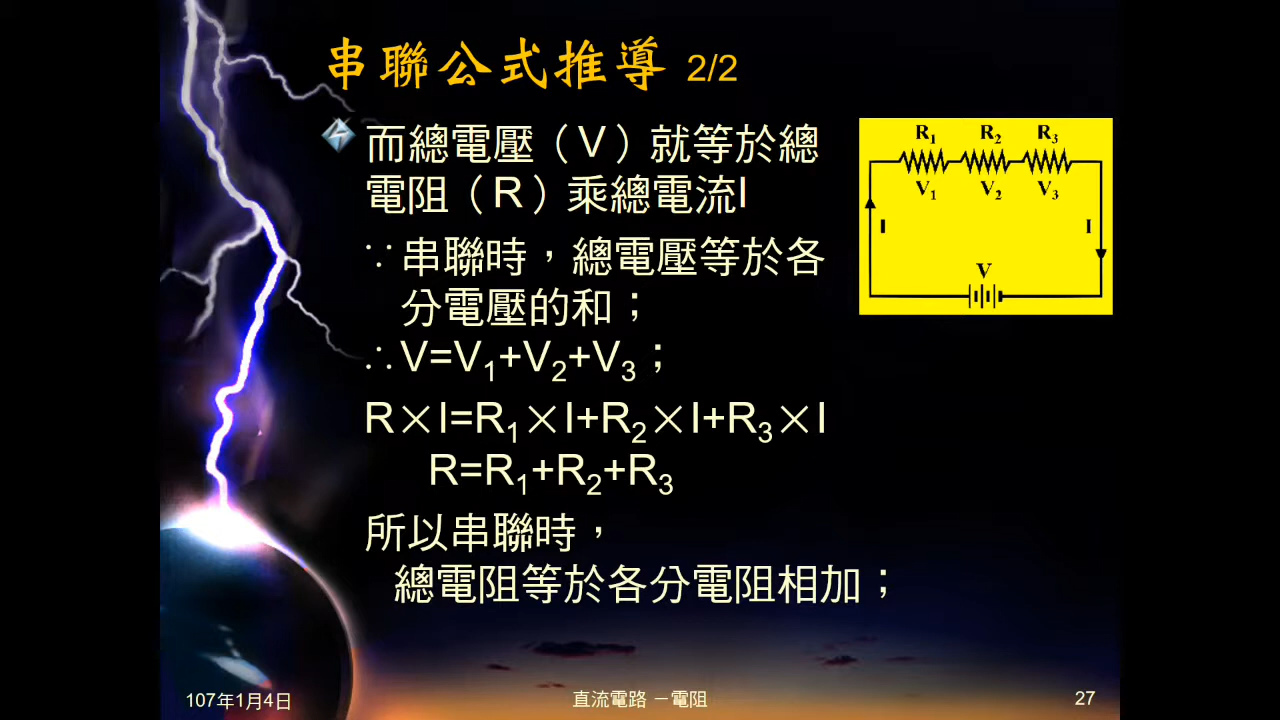 串聯公式推導 2/2
而總電壓（V）就等於總
電阻（R）乘總電流I
∵串聯時，總電壓等於各
分電壓的和；
∴V=V₁+V₂+V₃；
R×I=R₁×I+R₂×I+R₃×I
R=R₁+R₂+R₃
所以串聯時，
總電阻等於各分電阻相加；
R₁ R₂ R₃
V₁ V₂ V₃
I I
V
107年1月4日
直流電路 －電阻
27